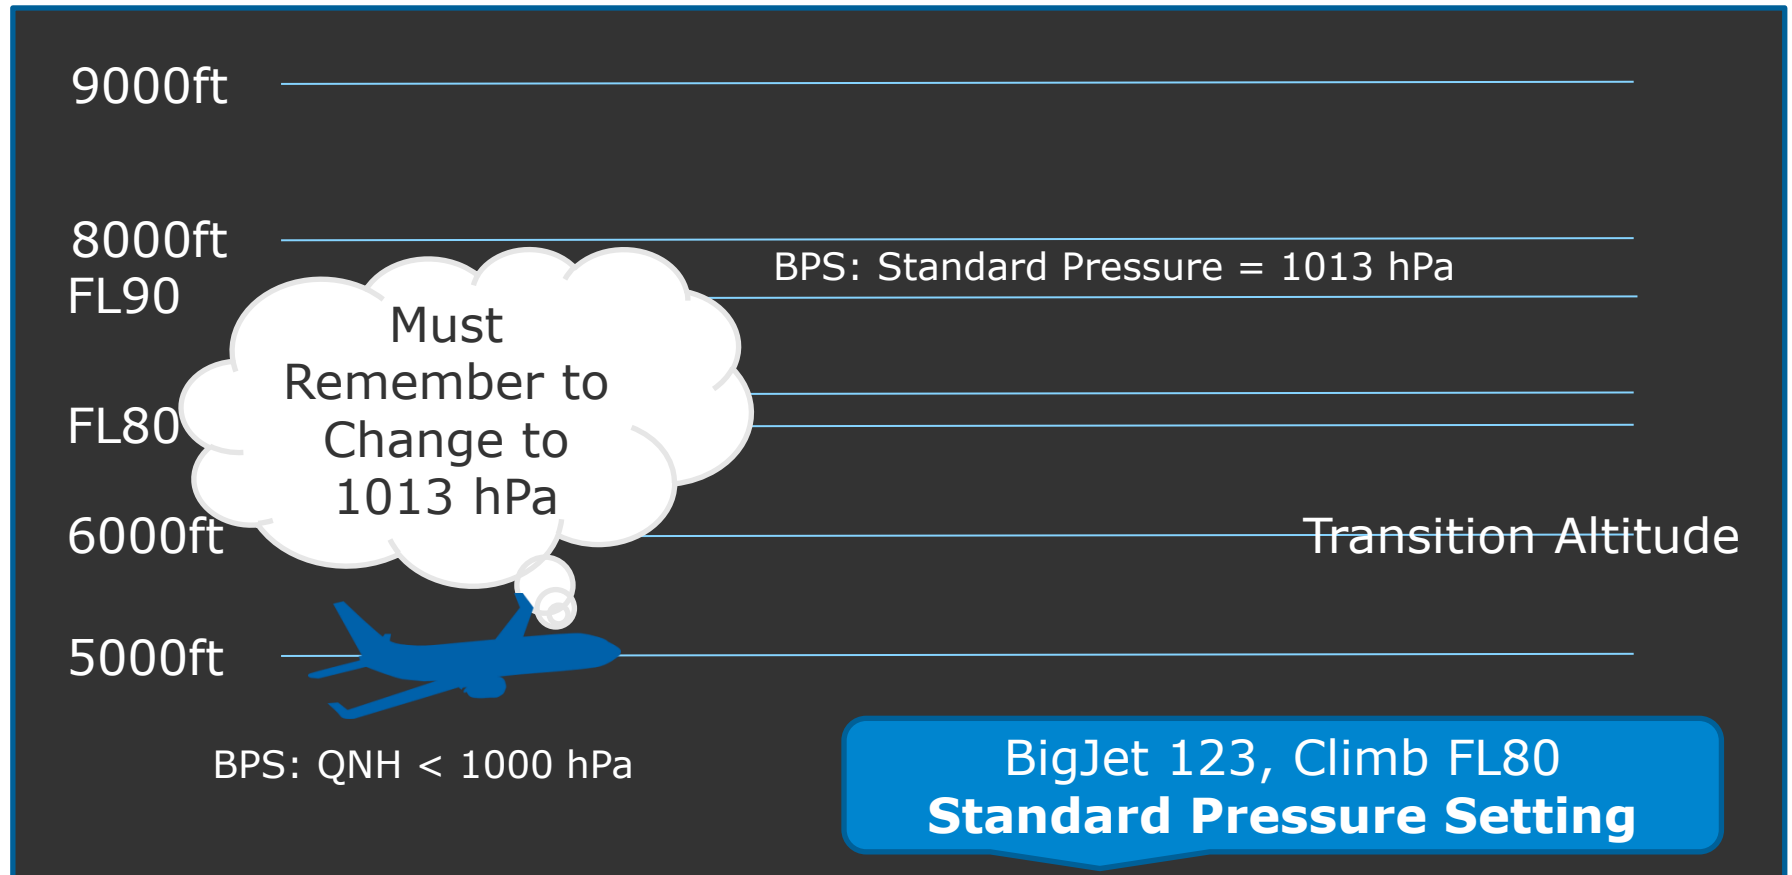 9000ft
8000ft
BPS: Standard Pressure = 1013 hPa
FL90
Must
Remember to
Change to
1013 hPa
FL80
6000ft
Transition Altitude
5000ft
BPS: QNH < 1000 hPa
BigJet 123, Climb FL80
Standard Pressure Setting